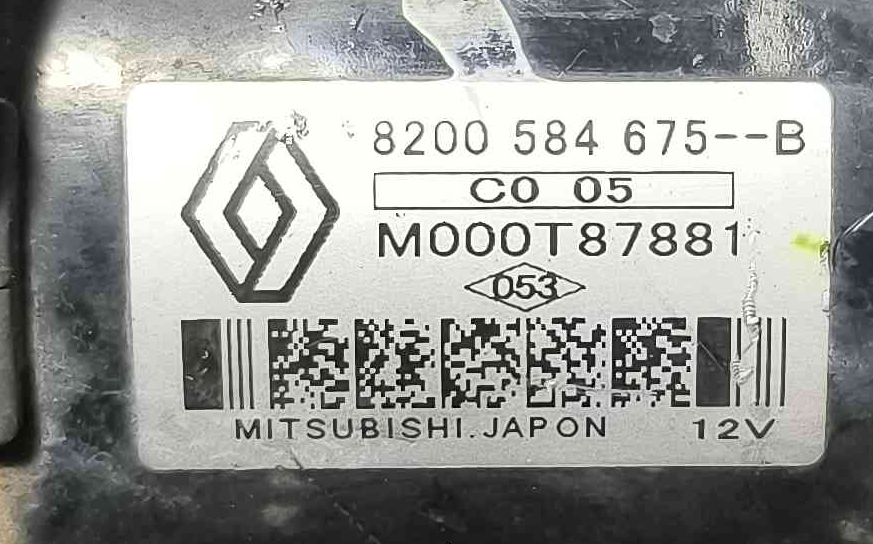 8200 584 675--B
C0 05
M000T87881
053
MITSUBISHI.JAPON 12V